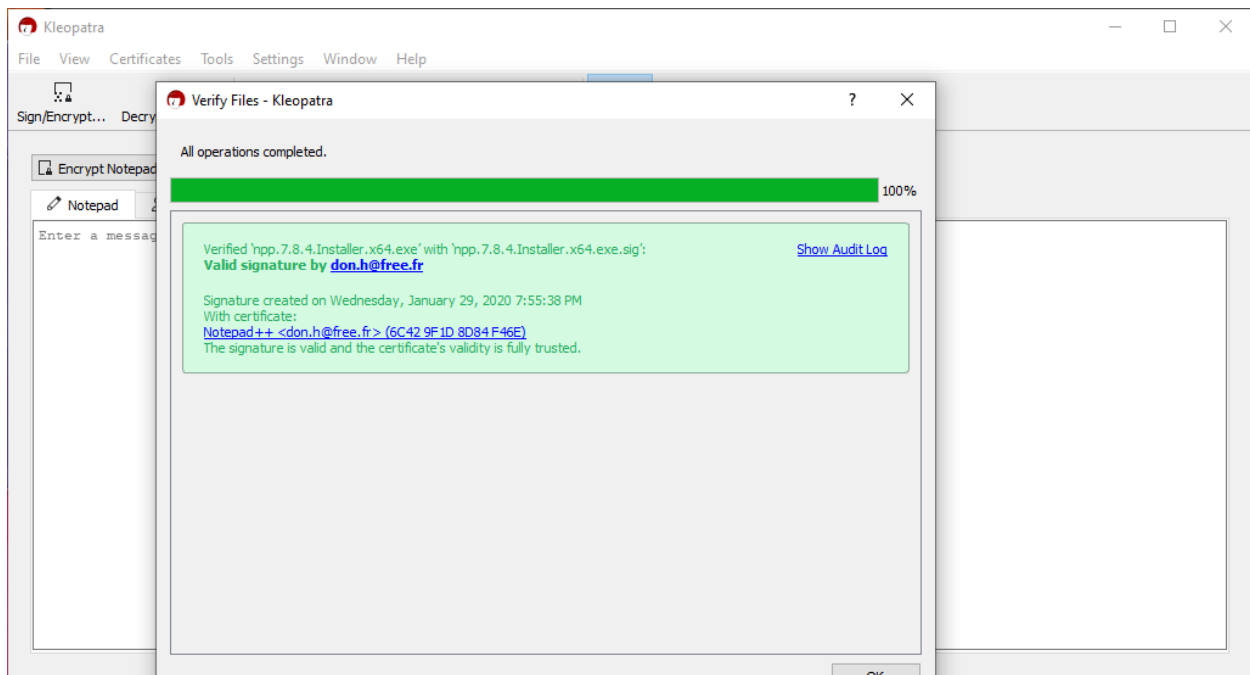 Kleopatra
File View Certificates Tools Settings Window Help
Sign/Encrypt...
Verify Files - Kleopatra
?
All operations completed.
100%
Encrypt Notepad
Notepad
Enter a
Verified 'npp.7.8.4.Installer.x64.exe' with 'npp.7.8.4.Installer.x64.exe.sig':
Show Audit Log
Valid signature by don.h@free.fr
Signature created on Wednesday, January 29, 2020 7:55:38 PM
With certificate:
Notepad++ <don.h@free.fr> (6C42 9F1D 8D84 F46E)
The signature is valid and the certificate's validity is fully trusted.